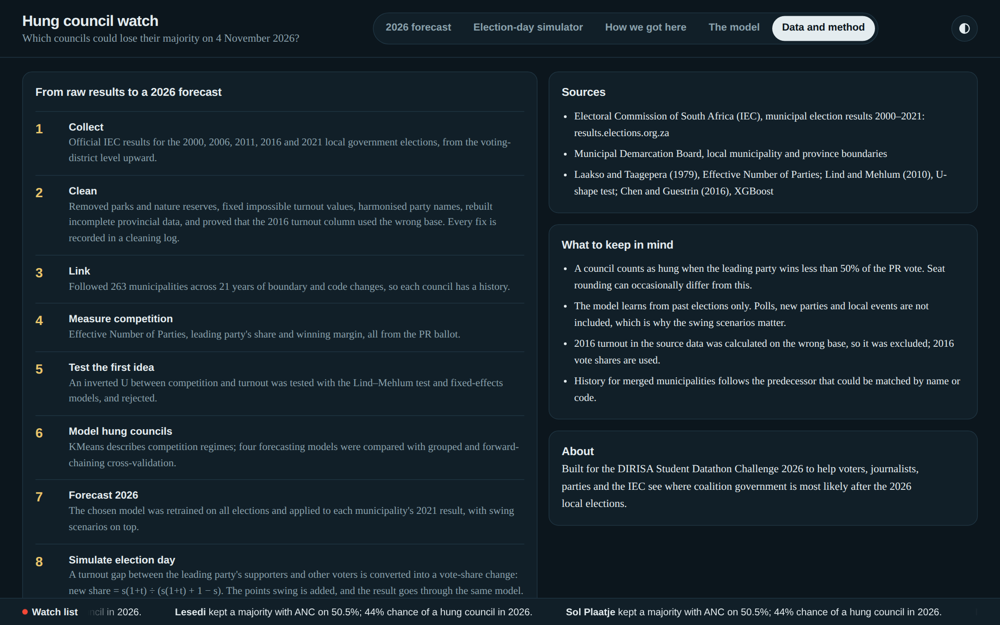 Hung council watch
Which councils could lose their majority on 4 November 2026?
2026 forecast
Election-day simulator
How we got here
The model
Data and method
From raw results to a 2026 forecast
1
Collect
Official IEC results for the 2000, 2006, 2011, 2016 and 2021 local government elections, from the voting-
district level upward.
2
Clean
Removed parks and nature reserves, fixed impossible turnout values, harmonised party names, rebuilt
incomplete provincial data, and proved that the 2016 turnout column used the wrong base. Every fix is
recorded in a cleaning log.
3
Link
Followed 263 municipalities across 21 years of boundary and code changes, so each council has a history.
4
Measure competition
Effective Number of Parties, leading party's share and winning margin, all from the PR ballot.
5
Test the first idea
An inverted U between competition and turnout was tested with the Lind–Mehlum test and fixed-effects
models, and rejected.
6
Model hung councils
KMeans describes competition regimes; four forecasting models were compared with grouped and forward-
chaining cross-validation.
7
Forecast 2026
The chosen model was retrained on all elections and applied to each municipality's 2021 result, with swing
scenarios on top.
8
Simulate election day
A turnout gap between the leading party's supporters and other voters is converted into a vote-share change:
new share = s(1+t) ÷ (s(1+t) + 1 − s). The points swing is added, and the result goes through the same model.
Sources
• Electoral Commission of South Africa (IEC), municipal election results 2000–2021:
results.elections.org.za
• Municipal Demarcation Board, local municipality and province boundaries
• Laakso and Taagepera (1979), Effective Number of Parties; Lind and Mehlum (2010), U-
shape test; Chen and Guestrin (2016), XGBoost
What to keep in mind
• A council counts as hung when the leading party wins less than 50% of the PR vote. Seat
rounding can occasionally differ from this.
• The model learns from past elections only. Polls, new parties and local events are not
included, which is why the swing scenarios matter.
• 2016 turnout in the source data was calculated on the wrong base, so it was excluded; 2016
vote shares are used.
• History for merged municipalities follows the predecessor that could be matched by name or
code.
About
Built for the DIRISA Student Datathon Challenge 2026 to help voters, journalists,
parties and the IEC see where coalition government is most likely after the 2026
local elections.
Watch list
ncil in 2026.
Lesedi kept a majority with ANC on 50.5%; 44% chance of a hung council in 2026.
Sol Plaatje kept a majority with ANC on 50.5%; 44% chance of a hung council in 2026.